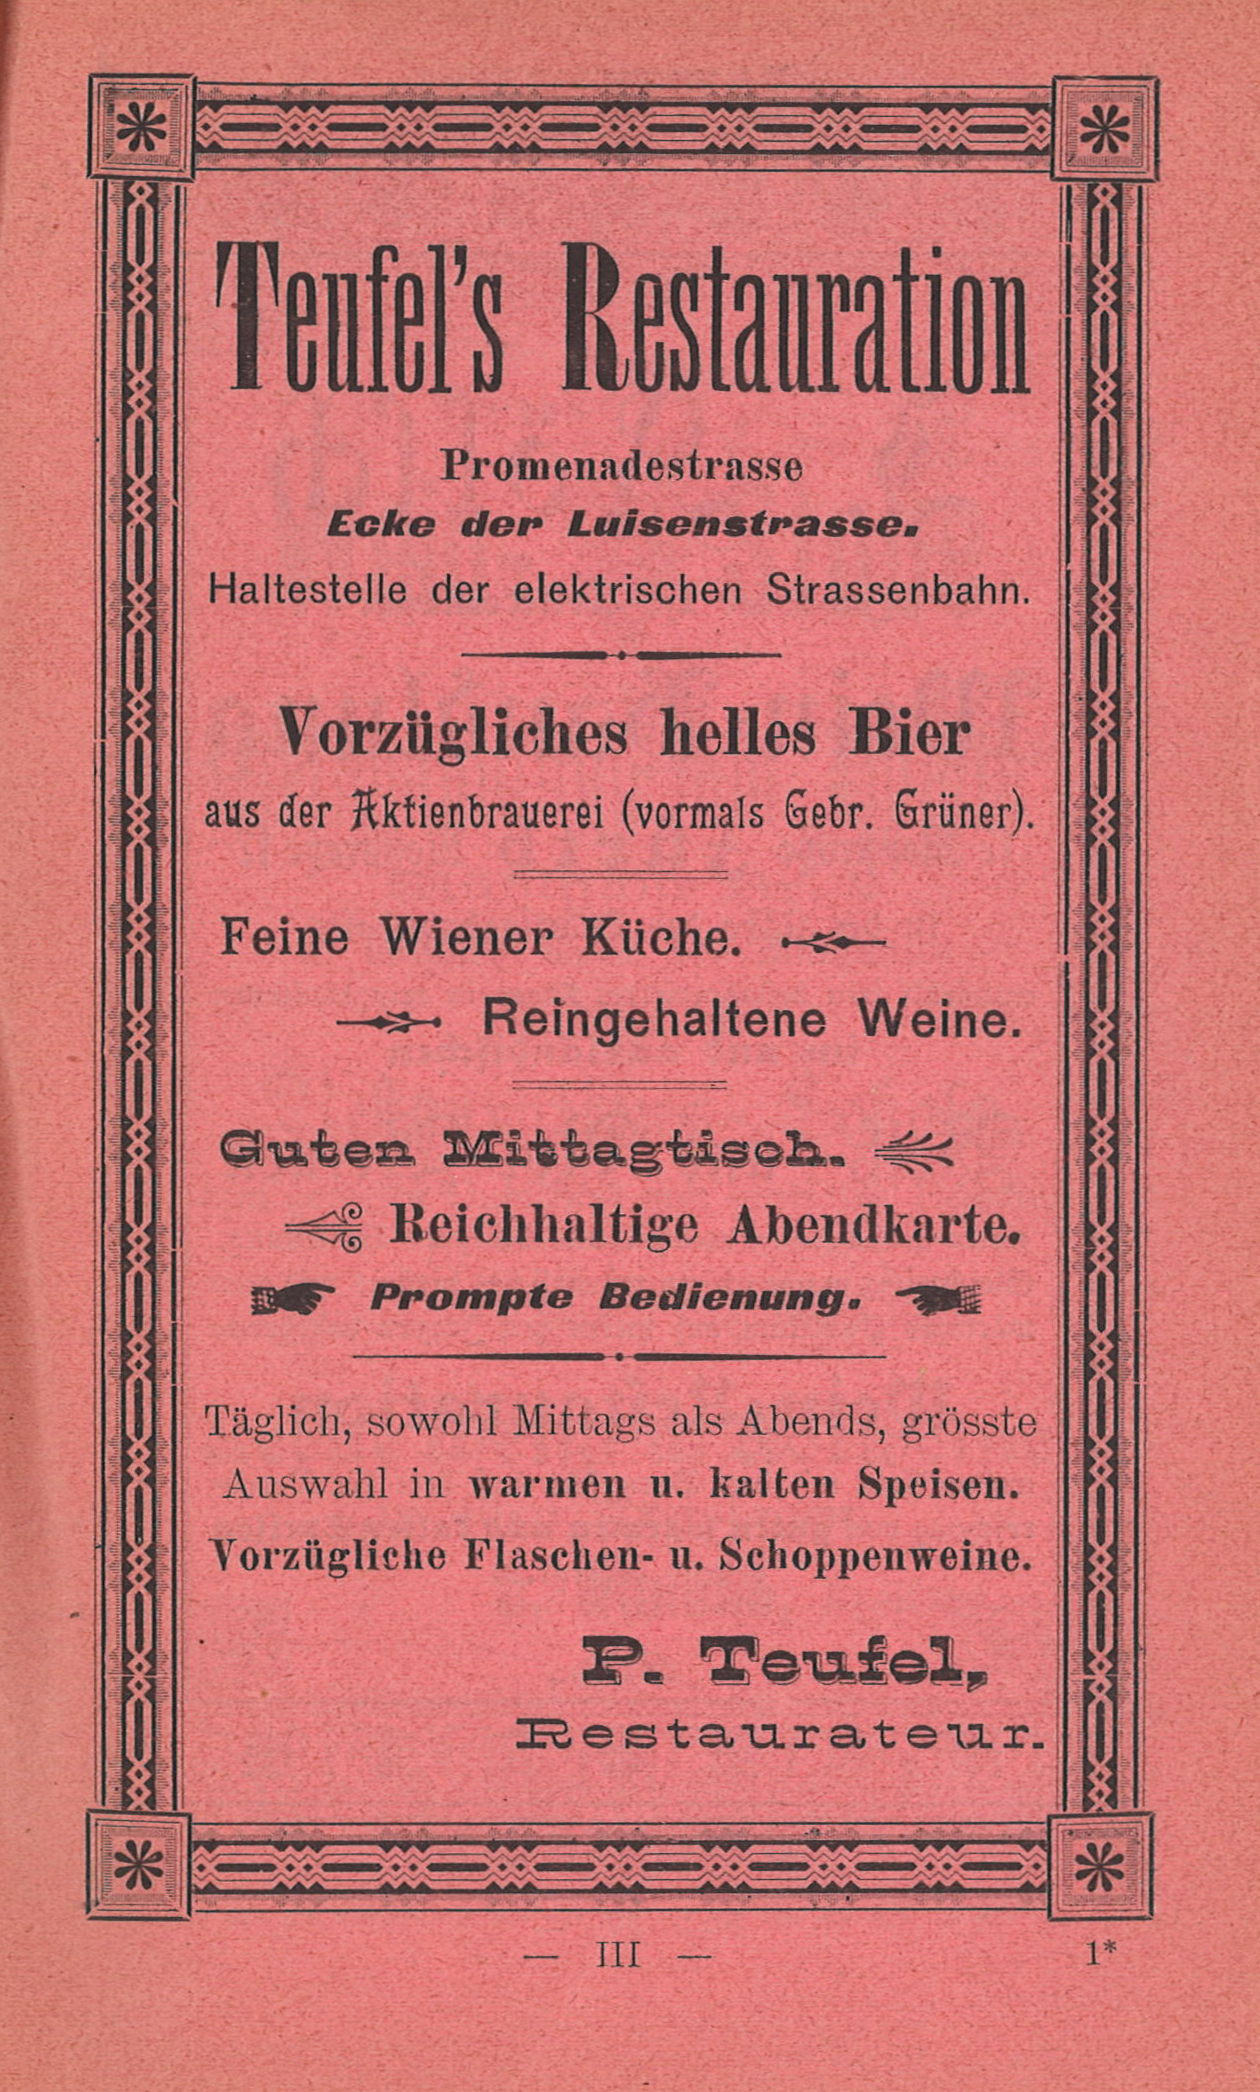 Teufel's Restauration
Promenadestrasse
Ecke der Luisenstrasse.
Haltestelle der elektrischen Strassenbahn.
Vorzügliches helles Bier
aus der Aktienbrauerei (vormals Gebr. Grüner).
Feine Wiener Küche.
Reingehaltene Weine.
Guten Mittagtisch.
Reichhaltige Abendkarte.
Prompte Bedienung.
Täglich, sowohl Mittags als Abends, grösste
Auswahl in warmen u. kalten Speisen.
Vorzügliche Flaschen- u. Schoppenweine.
P. Teufel,
Restaurateur.
— III — 1*